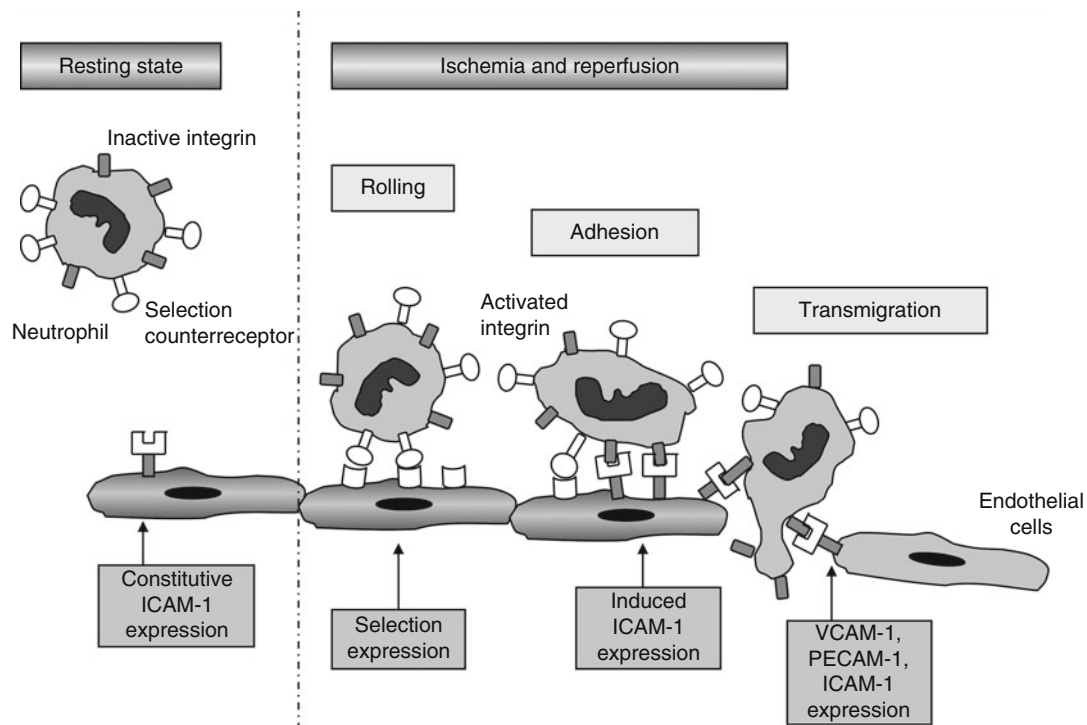 Resting state
Ischemia and reperfusion
Inactive integrin
Rolling
Adhesion
Neutrophil
Selection
counterreceptor
Activated
integrin
Transmigration
Endothelial
cells
Constitutive
ICAM-1
expression
Selection
expression
Induced
ICAM-1
expression
VCAM-1,
PECAM-1,
ICAM-1
expression